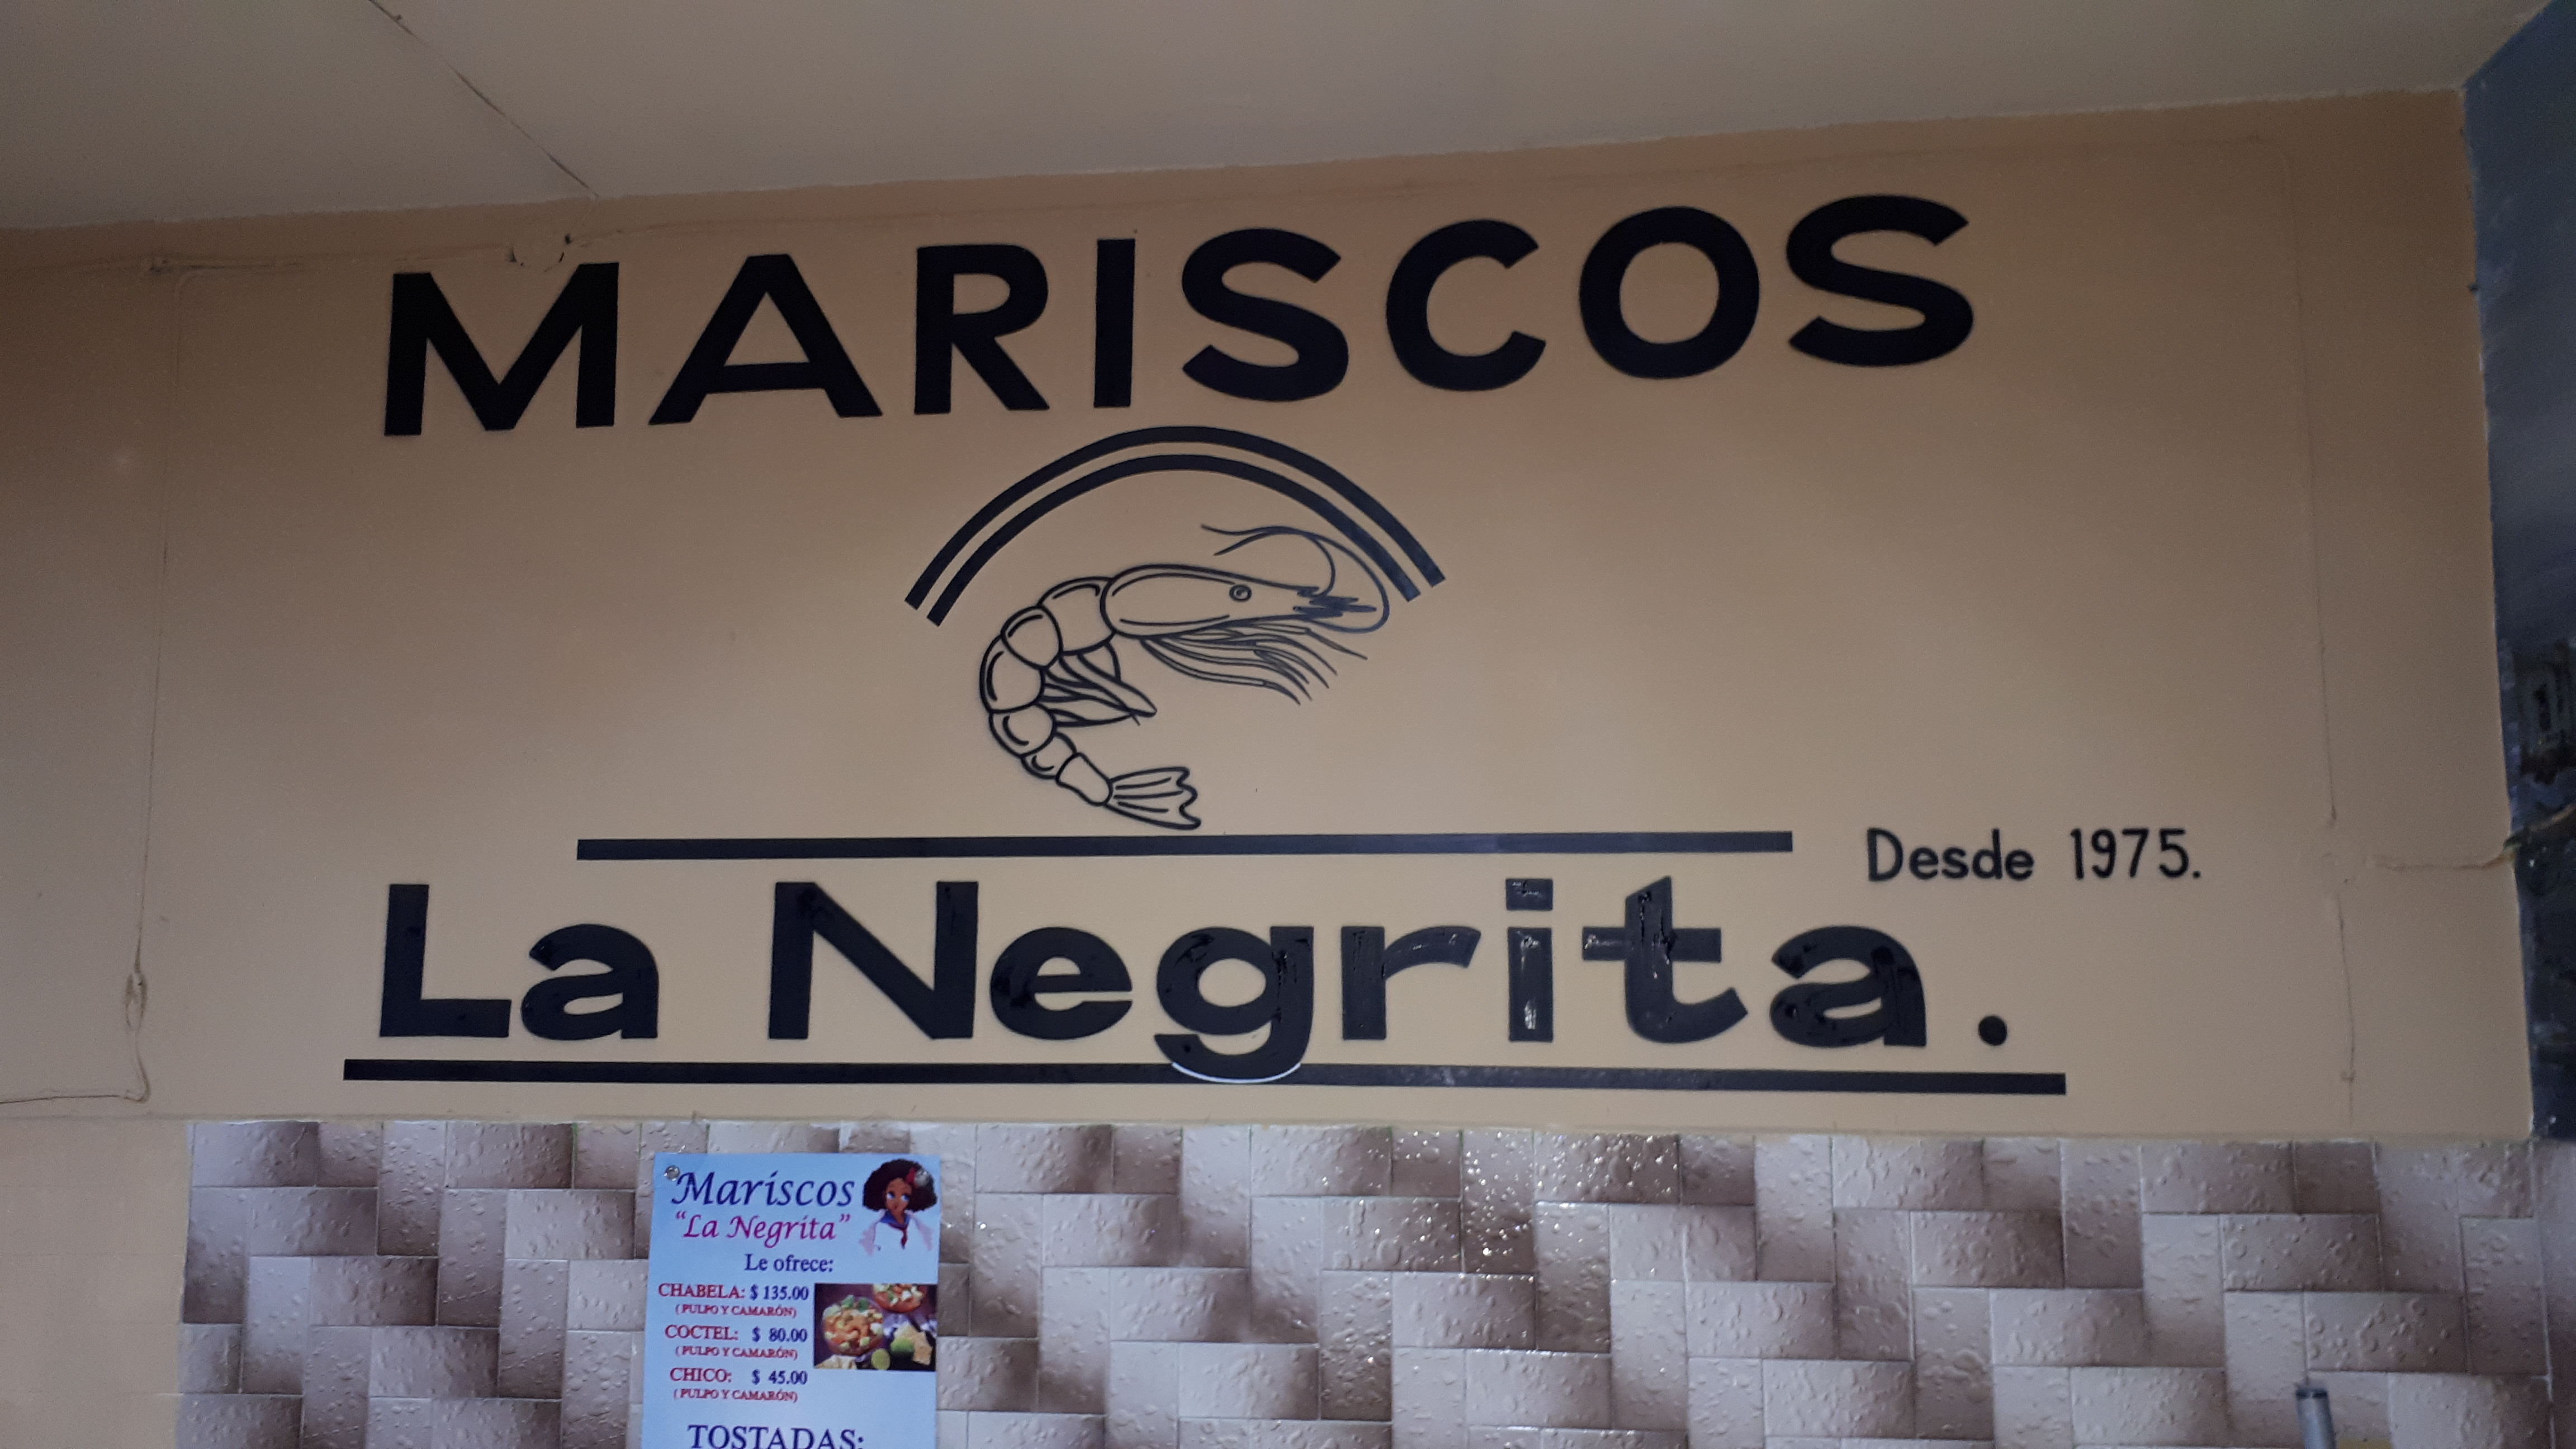 MARISCOS
Desde 1975.
La Negrita.
Mariscos
"La Negrita"
Le ofrece:
CHABELA: $ 135.00
( PULPO Y CAMARÓN)
COCTEL: $ 80.00
( PULPO Y CAMARÓN)
CHICO: $ 45.00
( PULPO Y CAMARÓN)
TOSTADAS: